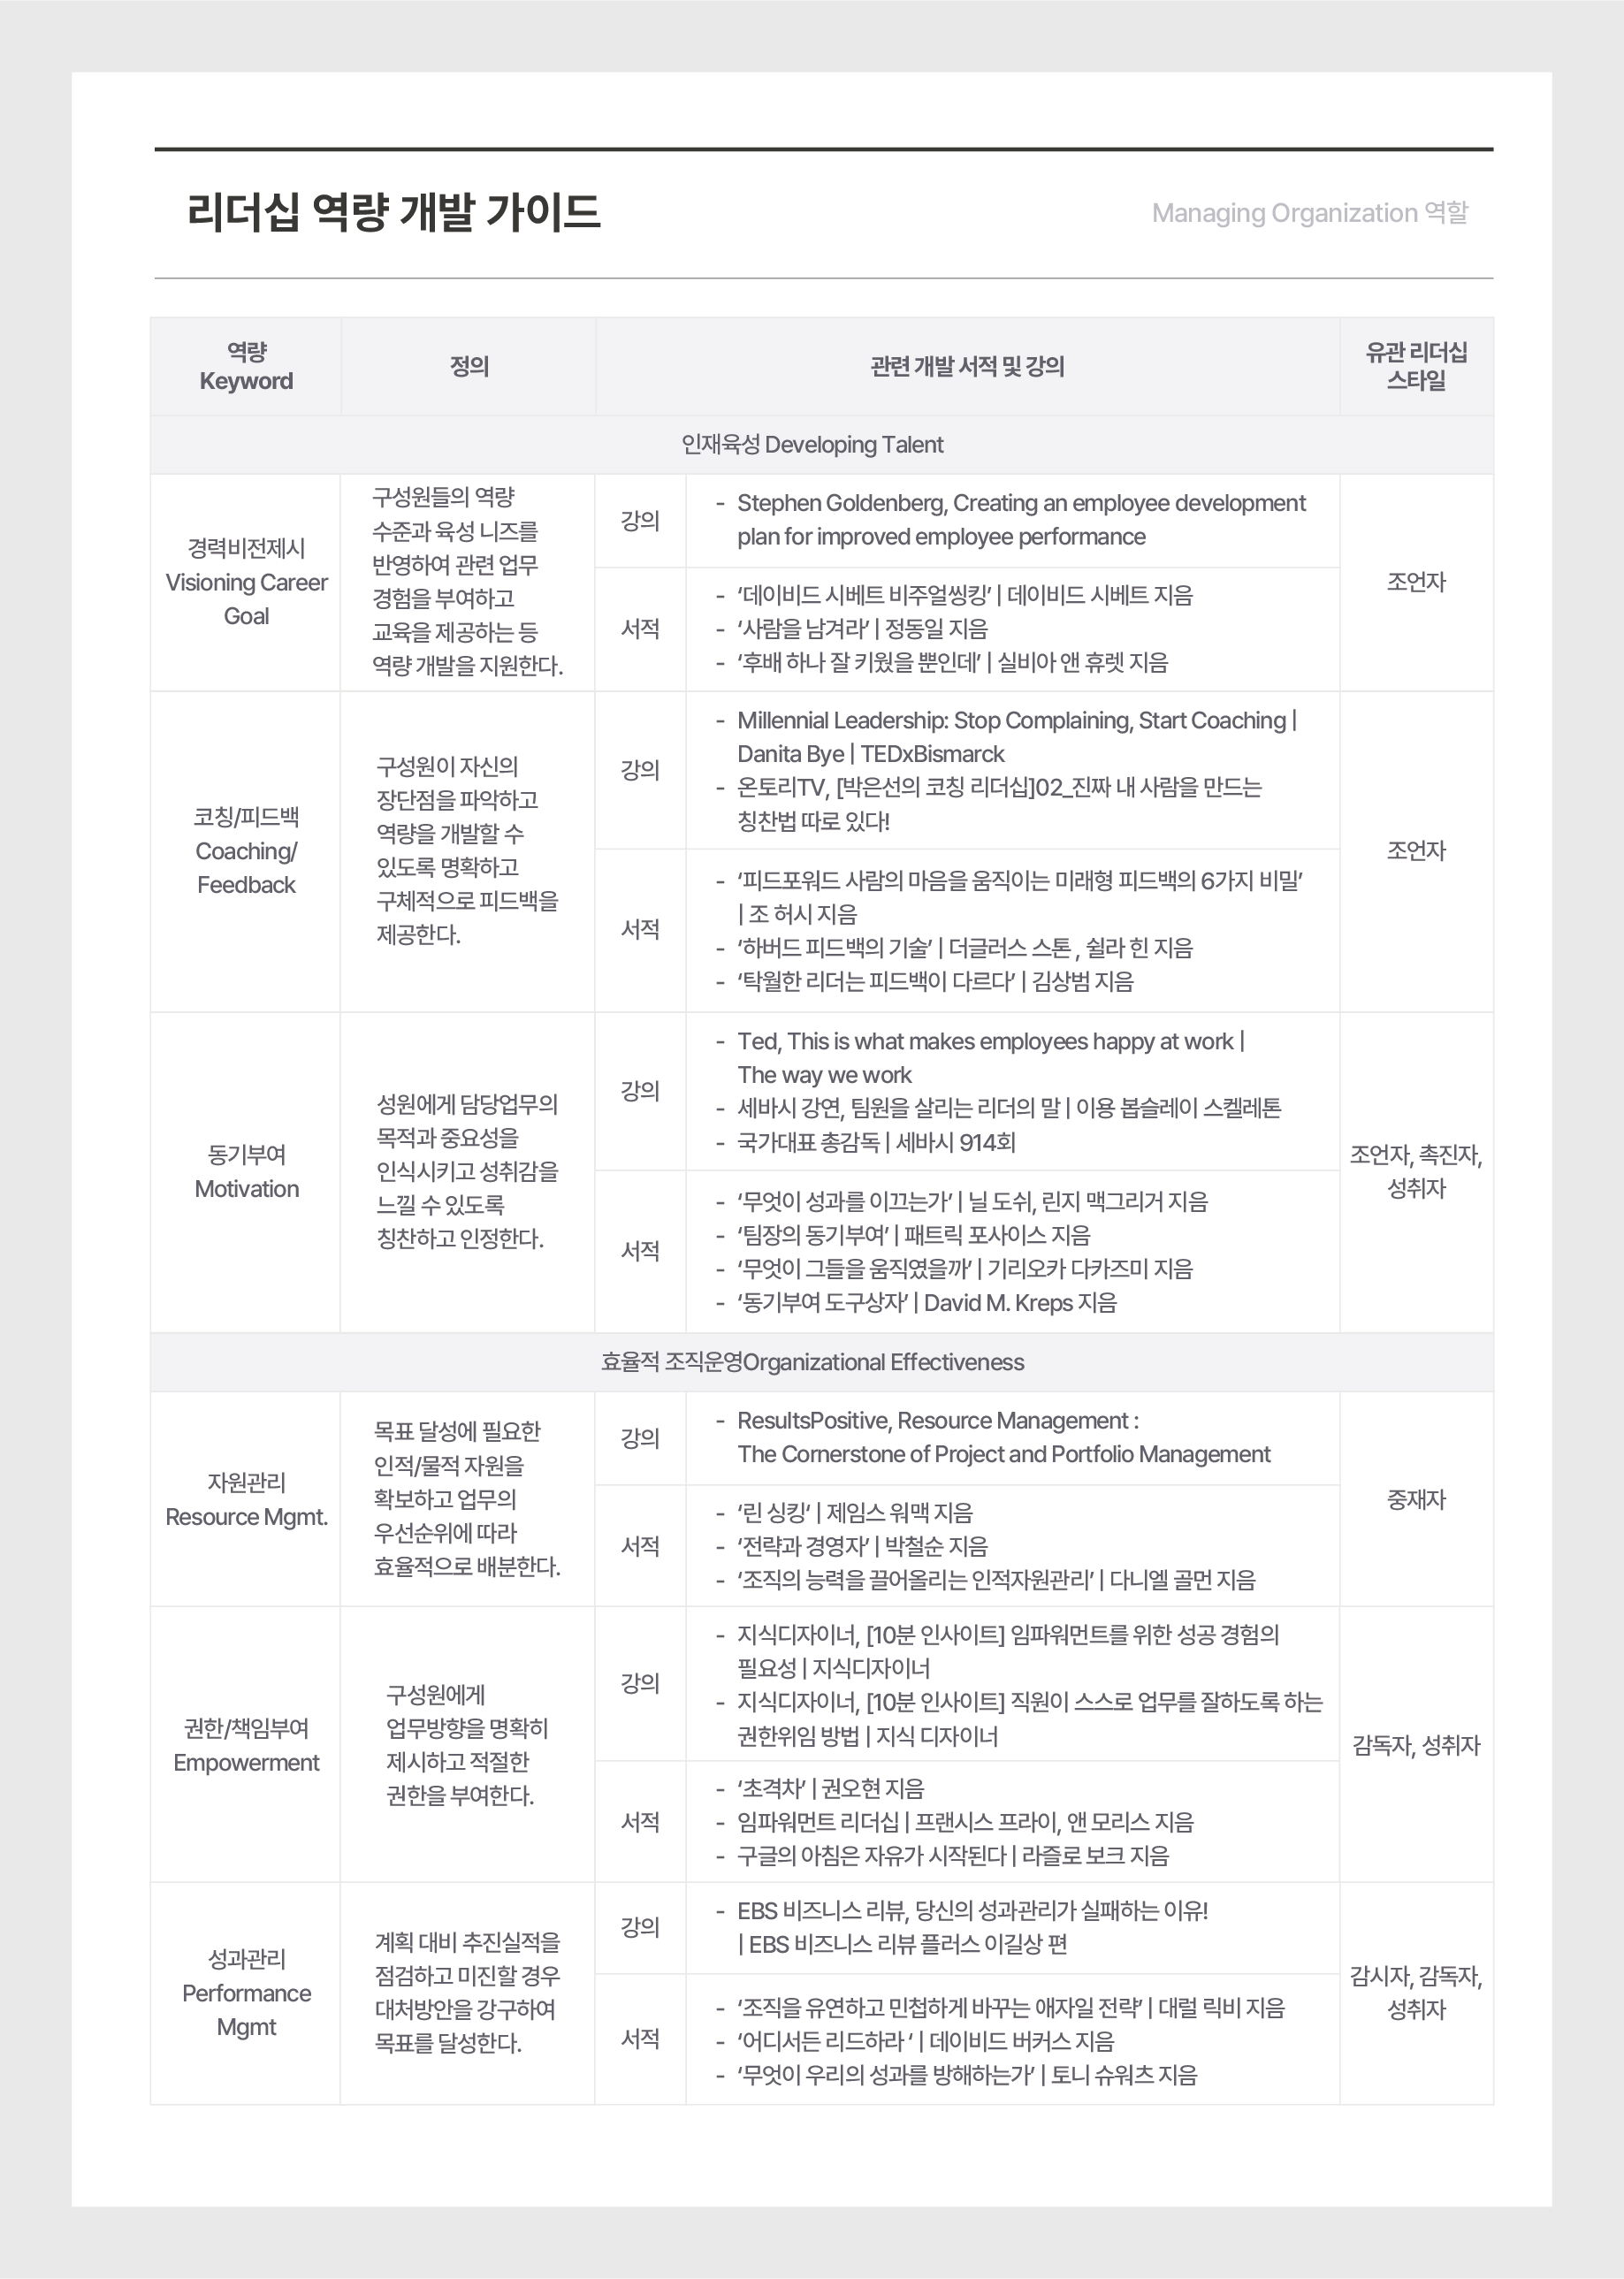 리더십 역량 개발 가이드
Managing Organization 역할
역량
Keyword
정의
관련 개발 서적 및 강의
유관 리더십
스타일
인재육성 Developing Talent
경력비전제시
Visioning Career
Goal
구성원들의 역량
수준과 육성 니즈를
반영하여 관련 업무
경험을 부여하고
교육을 제공하는 등
역량 개발을 지원한다.
강의
- Stephen Goldenberg, Creating an employee development
plan for improved employee performance
서적
- ‘데이비드 시베트 비주얼씽킹’ | 데이비드 시베트 지음
- ‘사람을 남겨라’ | 정동일 지음
- ‘후배 하나 잘 키웠을 뿐인데’ | 실비아 앤 휴렛 지음
조언자
코칭/피드백
Coaching/
Feedback
구성원이 자신의
장단점을 파악하고
역량을 개발할 수
있도록 명확하고
구체적으로 피드백을
제공한다.
강의
- Millennial Leadership: Stop Complaining, Start Coaching |
Danita Bye | TEDxBismarck
- 온토리TV, [박은선의 코칭 리더십]02_진짜 내 사람을 만드는
칭찬법 따로 있다!
서적
- ‘피드포워드 사람의 마음을 움직이는 미래형 피드백의 6가지 비밀’
| 조 허시 지음
- ‘하버드 피드백의 기술’ | 더글러스 스톤 , 쉴라 힌 지음
- ‘탁월한 리더는 피드백이 다르다’ | 김상범 지음
조언자
동기부여
Motivation
성원에게 담당업무의
목적과 중요성을
인식시키고 성취감을
느낄 수 있도록
칭찬하고 인정한다.
강의
- Ted, This is what makes employees happy at work |
The way we work
- 세바시 강연, 팀원을 살리는 리더의 말 | 이용 봅슬레이 스켈레톤
- 국가대표 총감독 | 세바시 914회
서적
- ‘무엇이 성과를 이끄는가’ | 닐 도쉬, 린지 맥그리거 지음
- ‘팀장의 동기부여’ | 패트릭 포사이스 지음
- ‘무엇이 그들을 움직였을까’ | 기리오카 다카즈미 지음
- ‘동기부여 도구상자’ | David M. Kreps 지음
조언자, 촉진자,
성취자
효율적 조직운영Organizational Effectiveness
자원관리
Resource Mgmt.
목표 달성에 필요한
인적/물적 자원을
확보하고 업무의
우선순위에 따라
효율적으로 배분한다.
강의
- ResultsPositive, Resource Management :
The Cornerstone of Project and Portfolio Management
서적
- ‘린 싱킹‘ | 제임스 워맥 지음
- ‘전략과 경영자’ | 박철순 지음
- ‘조직의 능력을 끌어올리는 인적자원관리’ | 다니엘 골먼 지음
중재자
권한/책임부여
Empowerment
구성원에게
업무방향을 명확히
제시하고 적절한
권한을 부여한다.
강의
- 지식디자이너, [10분 인사이트] 임파워먼트를 위한 성공 경험의
필요성 | 지식디자이너
- 지식디자이너, [10분 인사이트] 직원이 스스로 업무를 잘하도록 하는
권한위임 방법 | 지식 디자이너
서적
- ‘초격차’ | 권오현 지음
- 임파워먼트 리더십 | 프랜시스 프라이, 앤 모리스 지음
- 구글의 아침은 자유가 시작된다 | 라즐로 보크 지음
감독자, 성취자
성과관리
Performance
Mgmt
계획 대비 추진실적을
점검하고 미진할 경우
대처방안을 강구하여
목표를 달성한다.
강의
- EBS 비즈니스 리뷰, 당신의 성과관리가 실패하는 이유!
| EBS 비즈니스 리뷰 플러스 이길상 편
서적
- ‘조직을 유연하고 민첩하게 바꾸는 애자일 전략’ | 대럴 릭비 지음
- ‘어디서든 리드하라 ‘ | 데이비드 버커스 지음
- ‘무엇이 우리의 성과를 방해하는가’ | 토니 슈워츠 지음
감시자, 감독자,
성취자